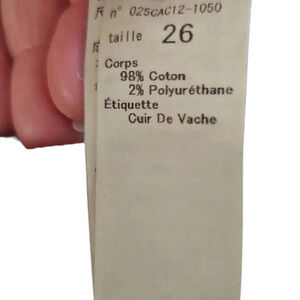 n° 025CAC12-1050
taille 26
Corps
98% Coton
2% Polyuréthane
Étiquette
Cuir De Vache